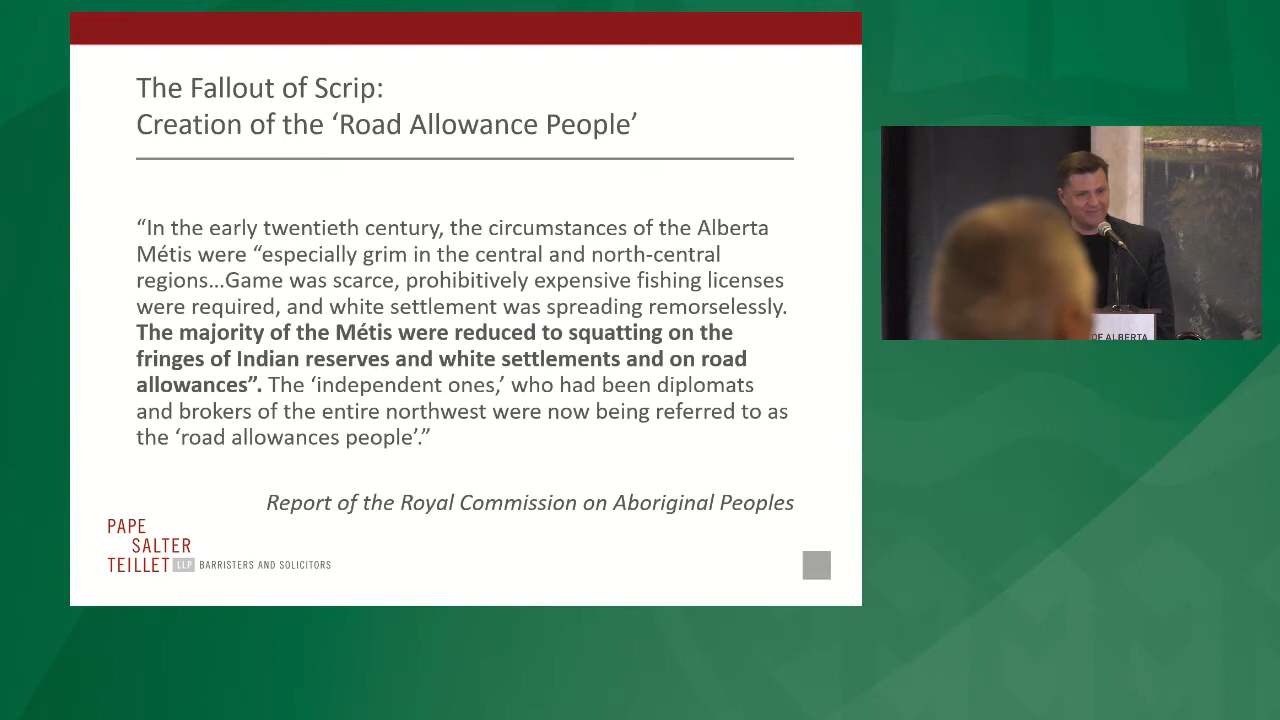 The Fallout of Scrip:
Creation of the ‘Road Allowance People’
“In the early twentieth century, the circumstances of the Alberta
Métis were “especially grim in the central and north-central
regions…Game was scarce, prohibitively expensive fishing licenses
were required, and white settlement was spreading remorselessly.
The majority of the Métis were reduced to squatting on the
fringes of Indian reserves and white settlements and on road
allowances”. The ‘independent ones,’ who had been diplomats
and brokers of the entire northwest were now being referred to as
the ‘road allowances people’.”
Report of the Royal Commission on Aboriginal Peoples
PAPE
SALTER
TEILLET LLP BARRISTERS AND SOLICITORS
OF ALBERTA